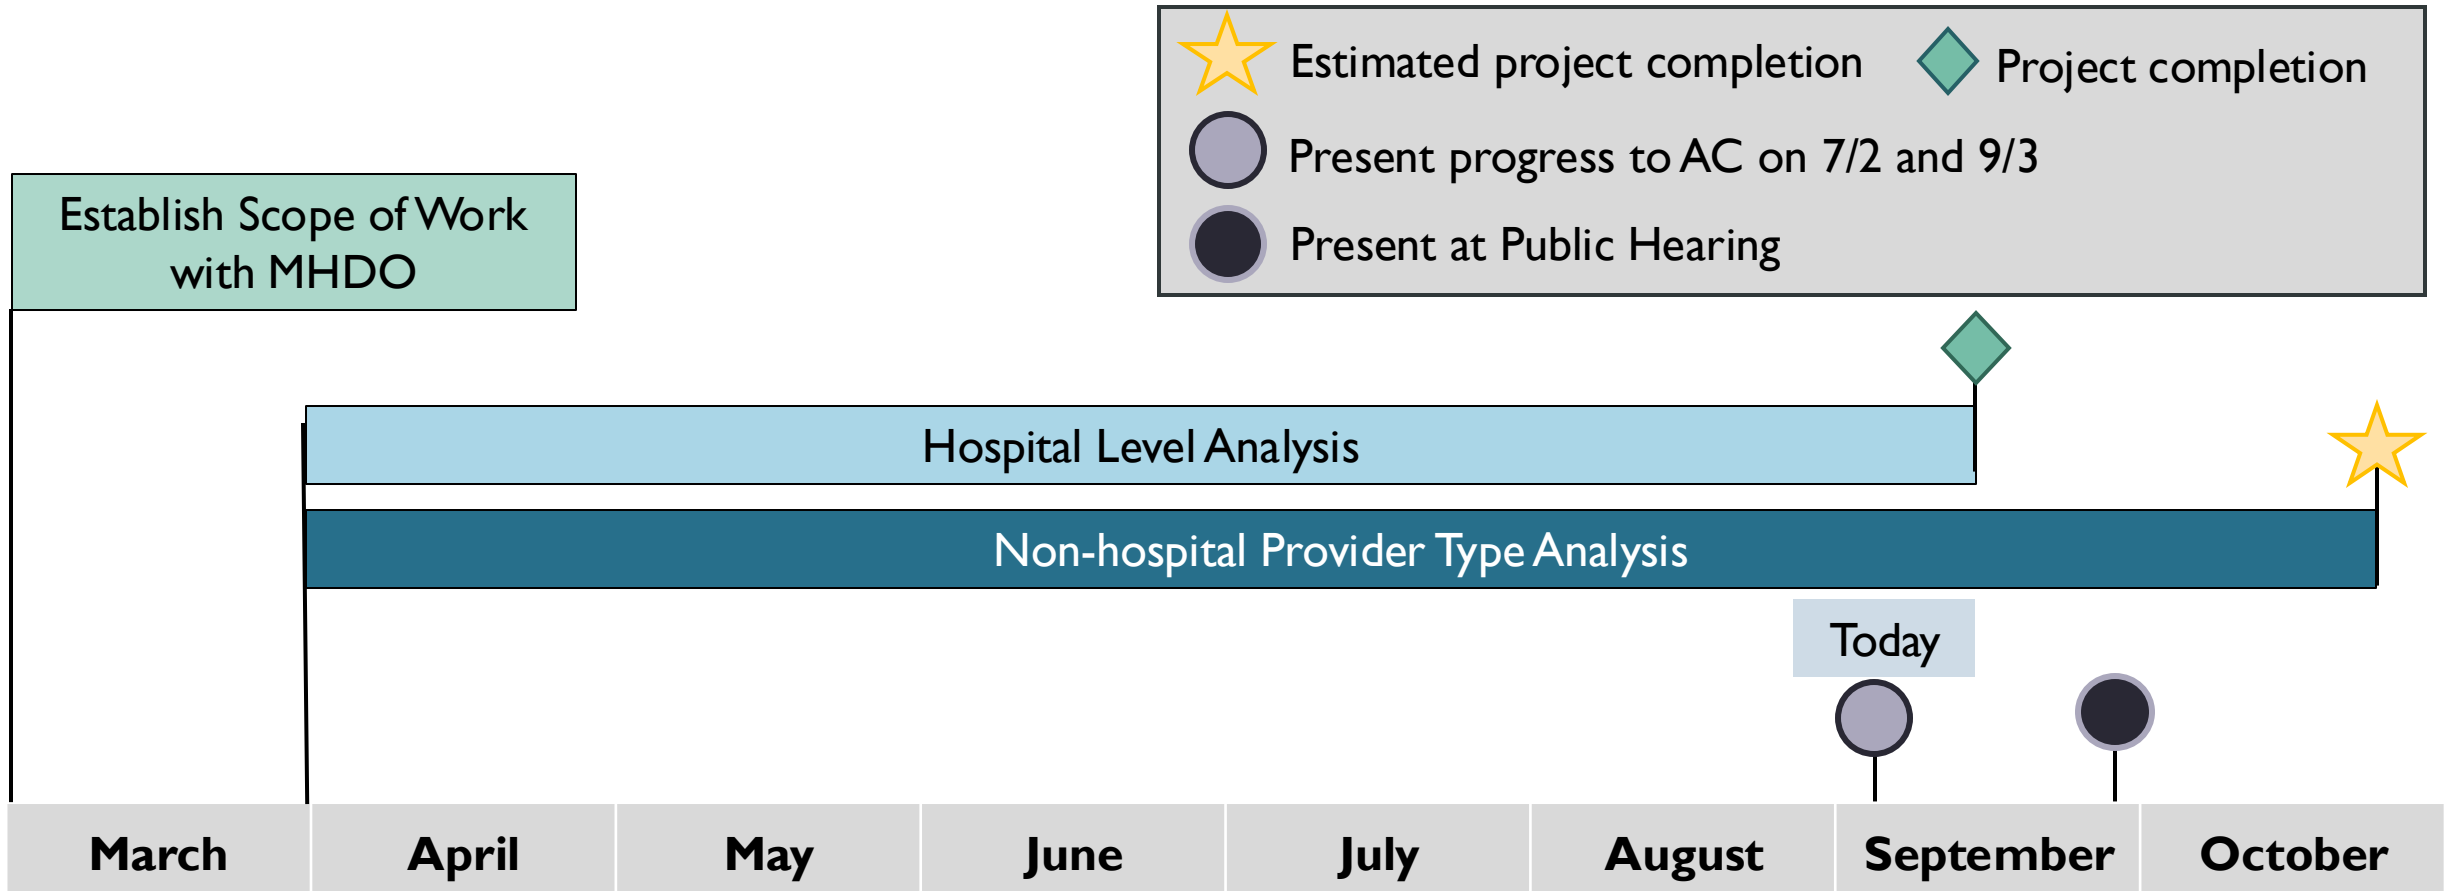 Estimated project completion
Project completion
Present progress to AC on 7/2 and 9/3
Present at Public Hearing
Establish Scope of Work
with MHDO
Hospital Level Analysis
Non-hospital Provider Type Analysis
Today
March
April
May
June
July
August
September
October